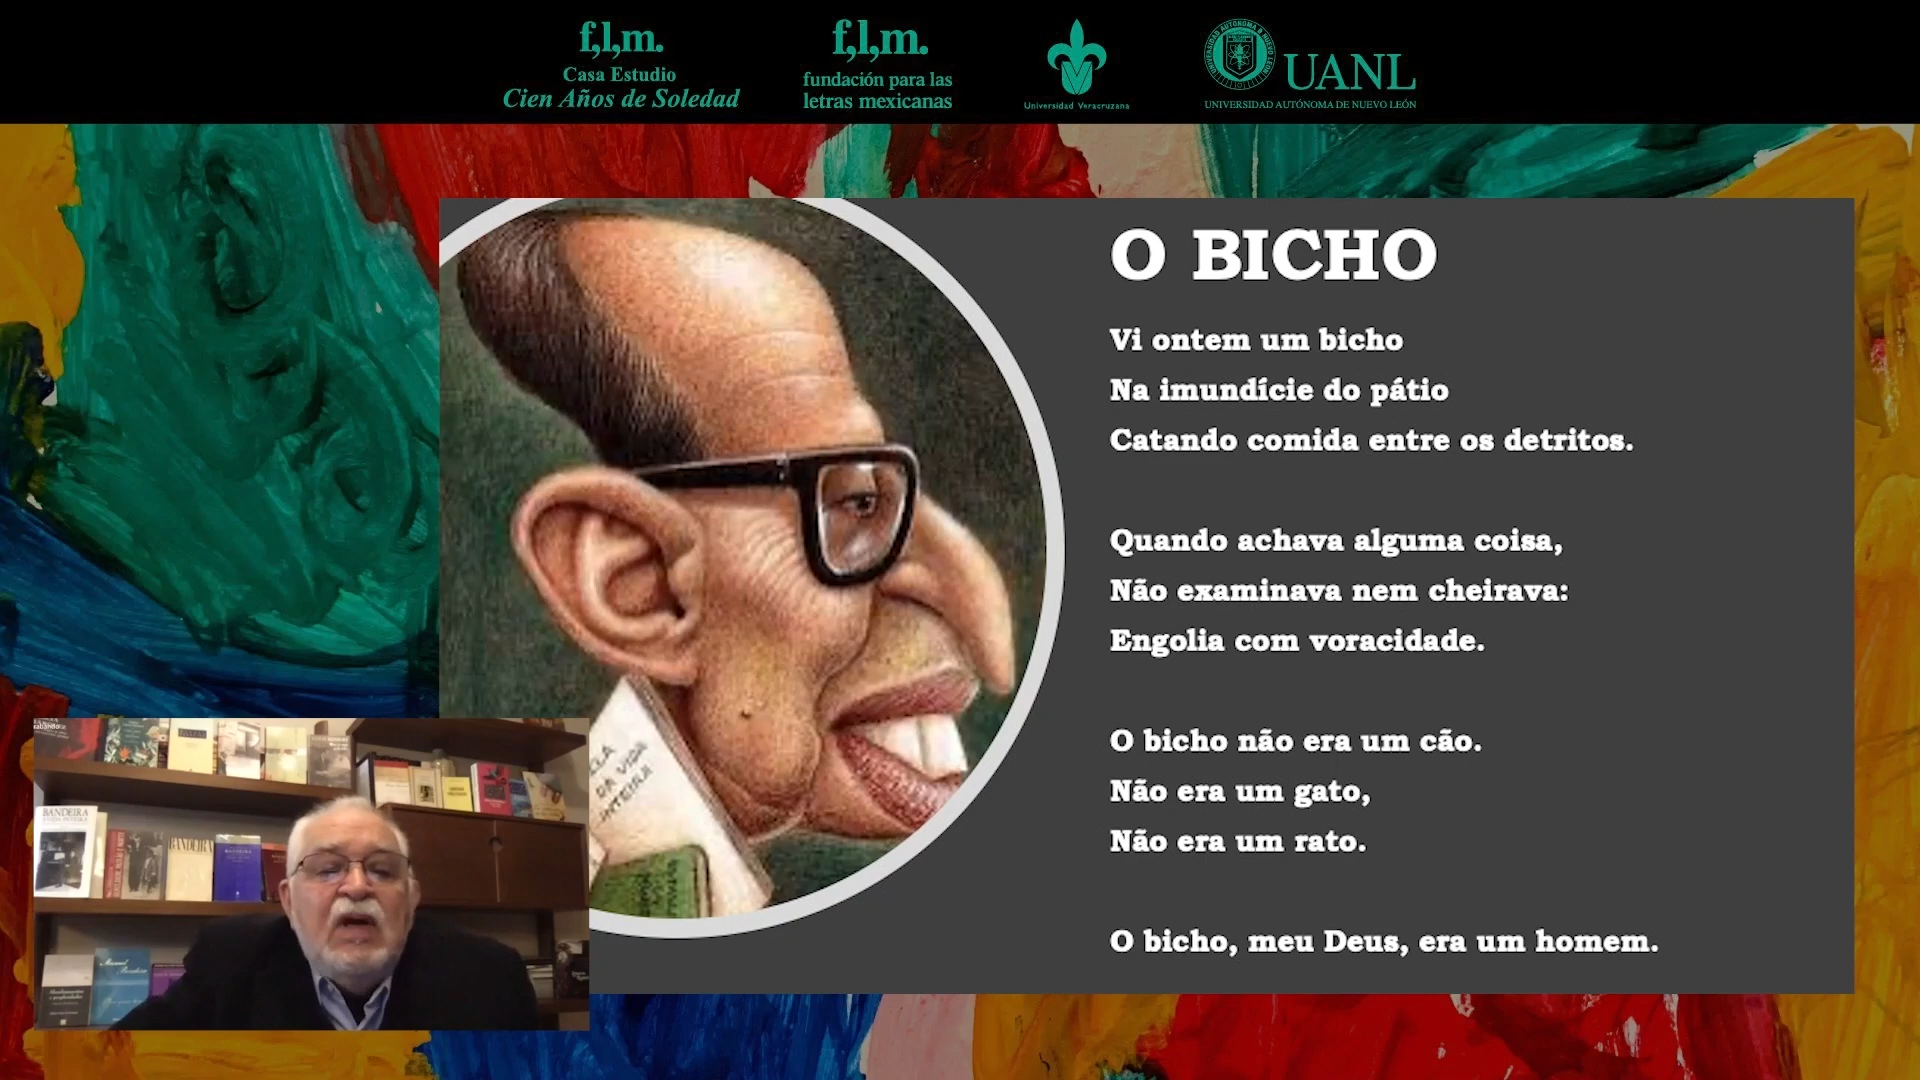 f,l,m.
Casa Estudio
Cien Años de Soledad
f,l,m.
fundación para las
letras mexicanas
Universidad Veracruzana
UANL
UNIVERSIDAD AUTÓNOMA DE NUEVO LEÓN
O BICHO
Vi ontem um bicho
Na imundície do pátio
Catando comida entre os detritos.
Quando achava alguma coisa,
Não examinava nem cheirava:
Engolia com voracidade.
O bicho não era um cão.
Não era um gato,
Não era um rato.
O bicho, meu Deus, era um homem.
DA VIDA
INTEIRA
BANDEIRA
BANDEIRA